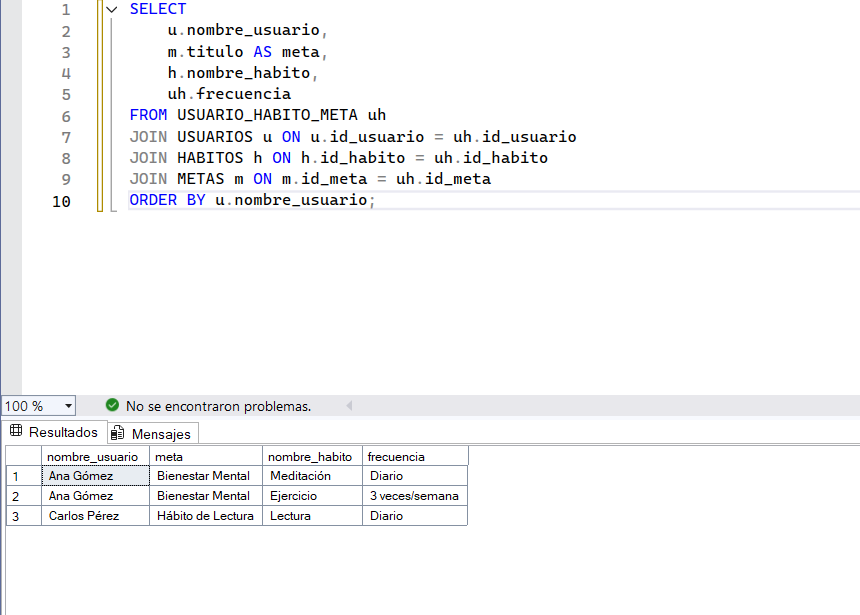 1 SELECT
2 u.nombre_usuario,
3 m.titulo AS meta,
4 h.nombre_habito,
5 uh.frecuencia
6 FROM USUARIO_HABITO_META uh
7 JOIN USUARIOS u ON u.id_usuario = uh.id_usuario
8 JOIN HABITOS h ON h.id_habito = uh.id_habito
9 JOIN METAS m ON m.id_meta = uh.id_meta
10 ORDER BY u.nombre_usuario;
100 % No se encontraron problemas.
Resultados Mensajes
nombre_usuario meta nombre_habito frecuencia
1 Ana Gómez Bienestar Mental Meditación Diario
2 Ana Gómez Bienestar Mental Ejercicio 3 veces/semana
3 Carlos Pérez Hábito de Lectura Lectura Diario